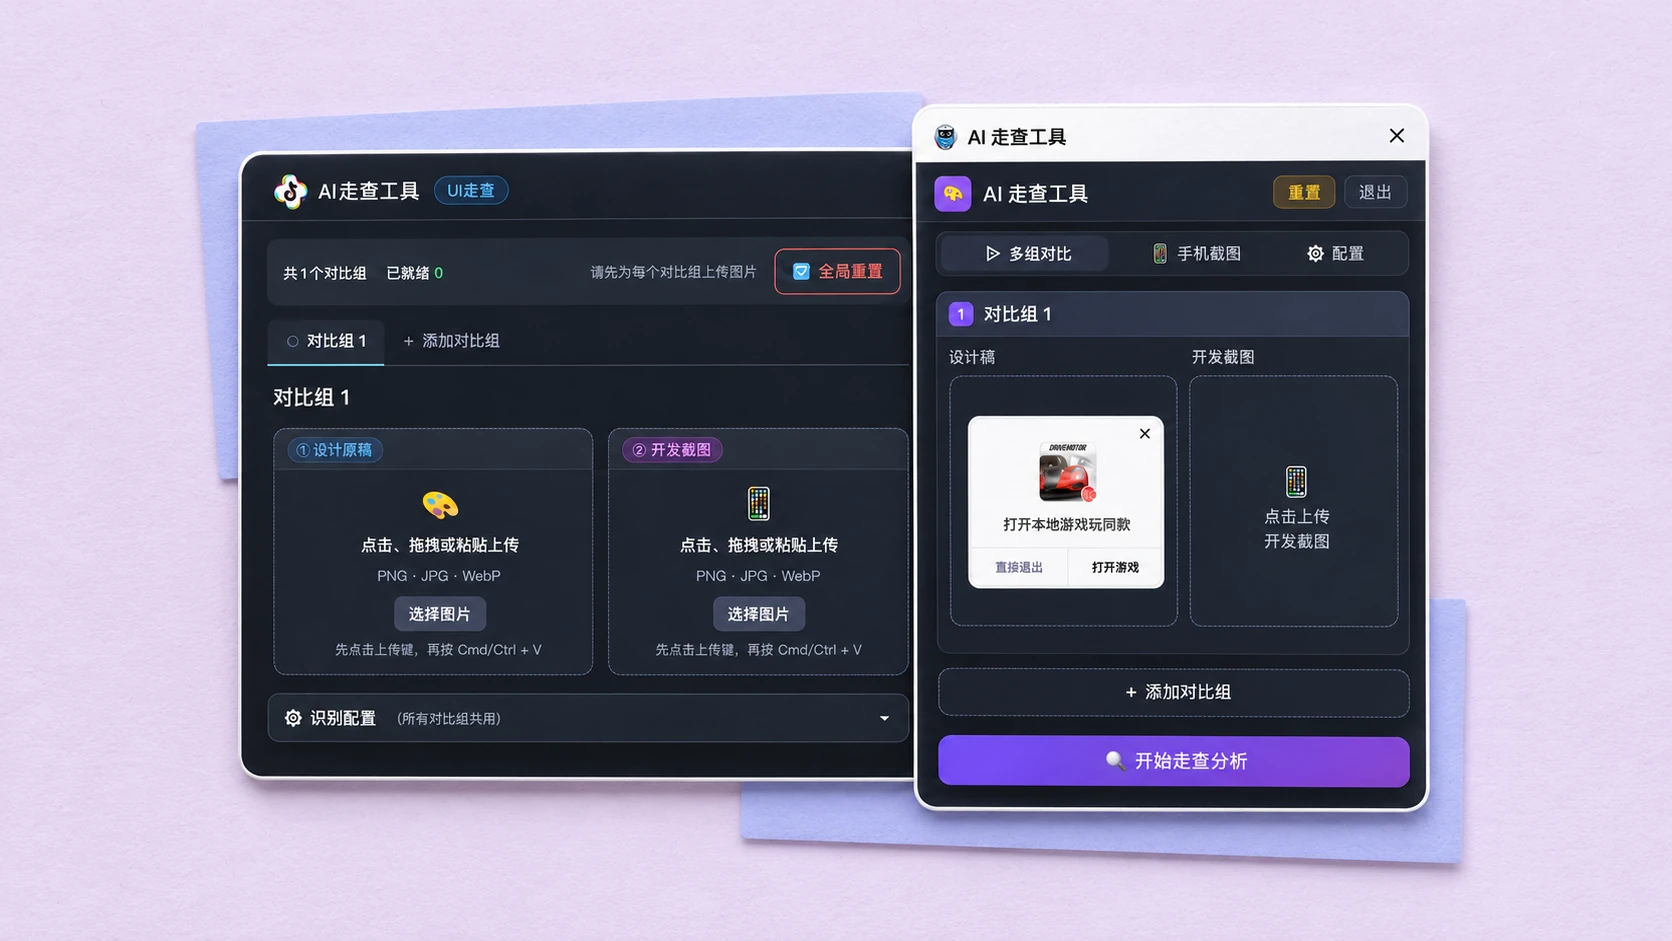 AI走查工具
UI走查
共1个对比组
已就绪 0
请先为每个对比组上传图片
全局重置
对比组 1
+ 添加对比组
对比组 1
① 设计原稿
点击、拖拽或粘贴上传
PNG · JPG · WebP
选择图片
先点击上传键，再按 Cmd/Ctrl + V
② 开发截图
点击、拖拽或粘贴上传
PNG · JPG · WebP
选择图片
先点击上传键，再按 Cmd/Ctrl + V
识别配置
(所有对比组共用)
AI 走查工具
AI 走查工具
重置
退出
多组对比
手机截图
配置
1
对比组 1
设计稿
DRIVEMOTOR
打开本地游戏玩同款
直接退出
打开游戏
开发截图
点击上传
开发截图
+ 添加对比组
开始走查分析